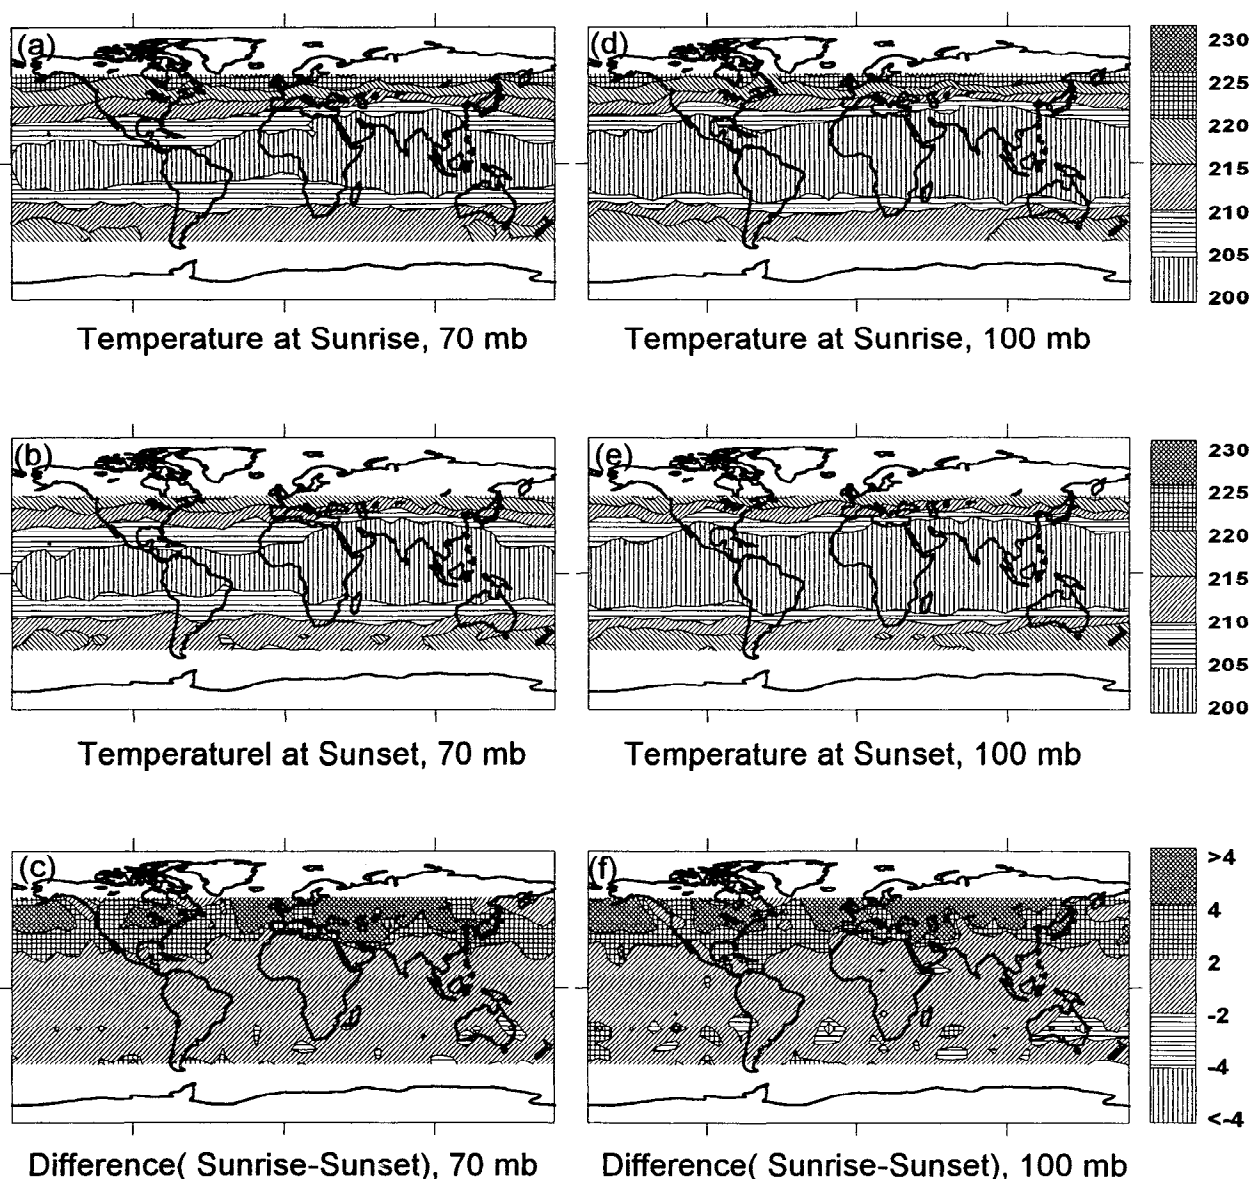 (a)
(d)
230
225
220
215
210
205
200
Temperature at Sunrise, 70 mb
Temperature at Sunrise, 100 mb
(b)
(e)
230
225
220
215
210
205
200
Temperaturel at Sunset, 70 mb
Temperature at Sunset, 100 mb
(c)
(f)
>4
4
2
-2
-4
<-4
Difference( Sunrise-Sunset), 70 mb
Difference( Sunrise-Sunset), 100 mb